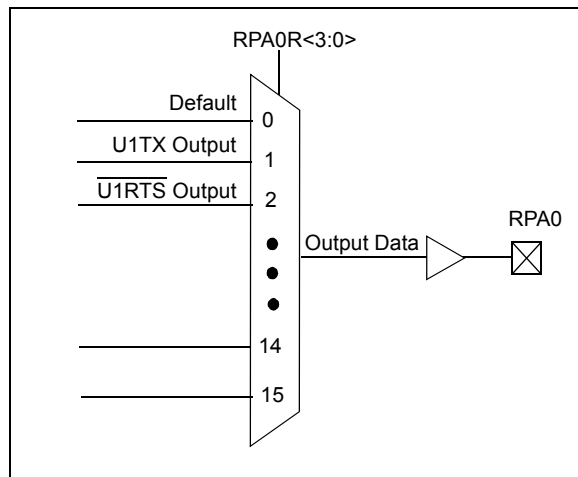 RPA0R<3:0>
Default
0
U1TX Output
1
U1RTS Output
2
RPA0
Output Data
14
15